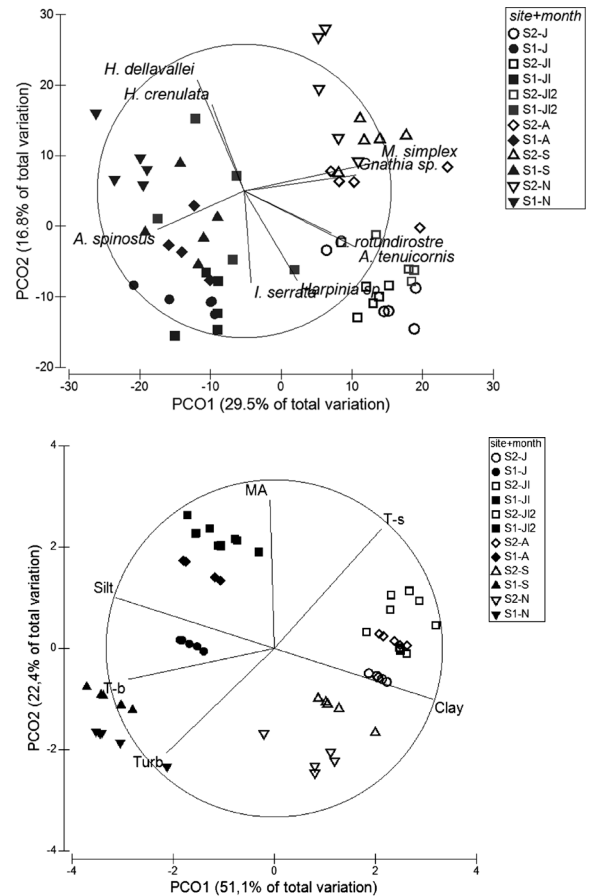 30
20
10
0
-10
-20
PCO2 (16.8% of total variation)
-30
-20
-10
0
10
20
30
PCO1 (29.5% of total variation)
H. dellavallei
H. crenulata
M. simplex
Gnathia sp.
A. spinosus
rotundirostre
A. tenuicornis
I. serrata
Harpinia sp.
site+month
S2-J
S1-J
S2-Jl
S1-Jl
S2-Jl2
S1-Jl2
S2-A
S1-A
S2-S
S1-S
S2-N
S1-N
4
2
0
-2
-4
PCO2 (22,4% of total variation)
-4
-2
0
2
4
PCO1 (51,1% of total variation)
MA
T-s
Silt
T-b
Clay
Turb
site+month
S2-J
S1-J
S2-Jl
S1-Jl
S2-Jl2
S1-Jl2
S2-A
S1-A
S2-S
S1-S
S2-N
S1-N